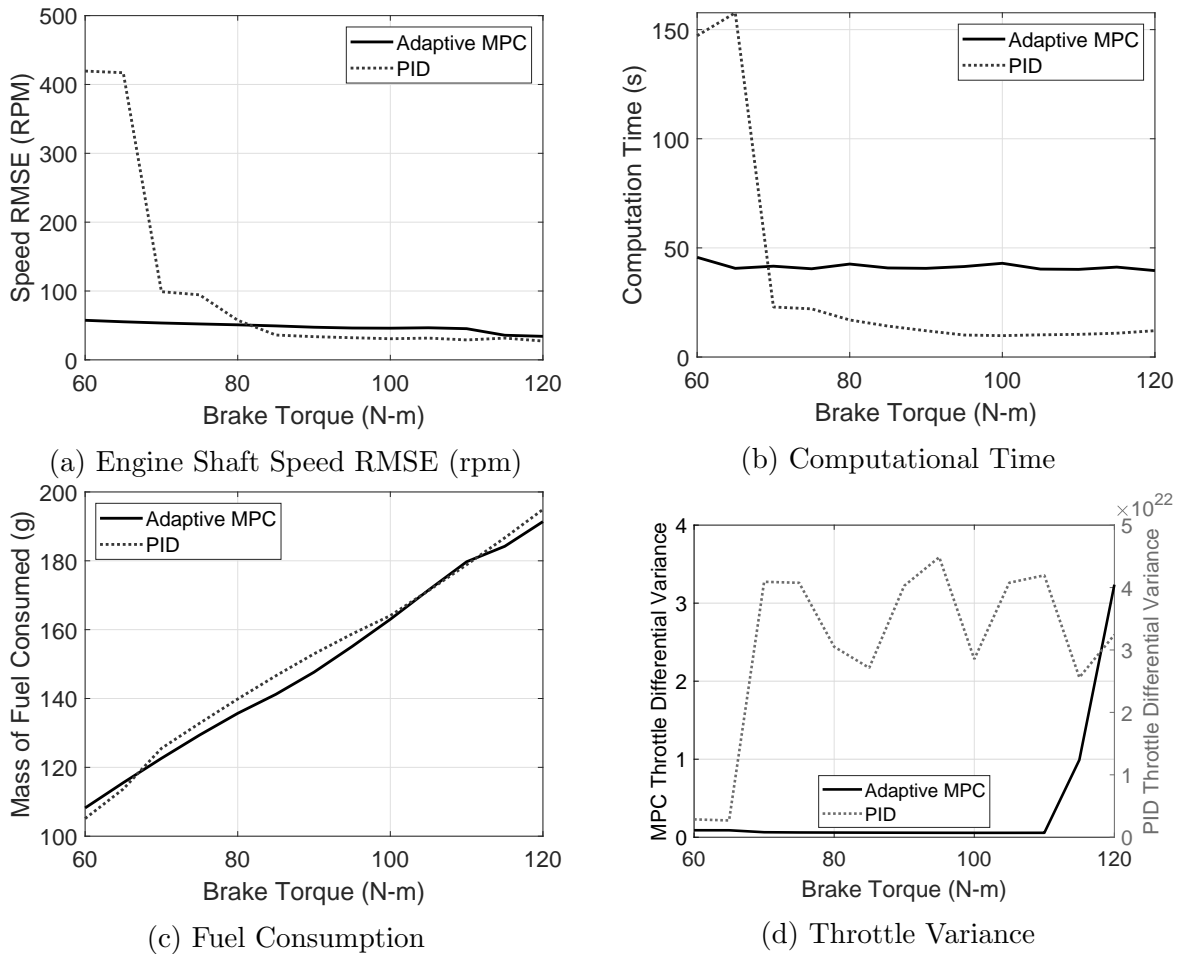 Speed RMSE (RPM)
500
400
300
200
100
0
Adaptive MPC
PID
60 80 100 120
Brake Torque (N-m)
(a) Engine Shaft Speed RMSE (rpm)
Computation Time (s)
150
100
50
0
Adaptive MPC
PID
60 80 100 120
Brake Torque (N-m)
(b) Computational Time
Mass of Fuel Consumed (g)
200
180
160
140
120
100
Adaptive MPC
PID
60 80 100 120
Brake Torque (N-m)
(c) Fuel Consumption
MPC Throttle Differential Variance
4
3
2
1
0
Adaptive MPC
PID
×10^22
5
4
3
2
1
0
PID Throttle Differential Variance
60 80 100 120
Brake Torque (N-m)
(d) Throttle Variance